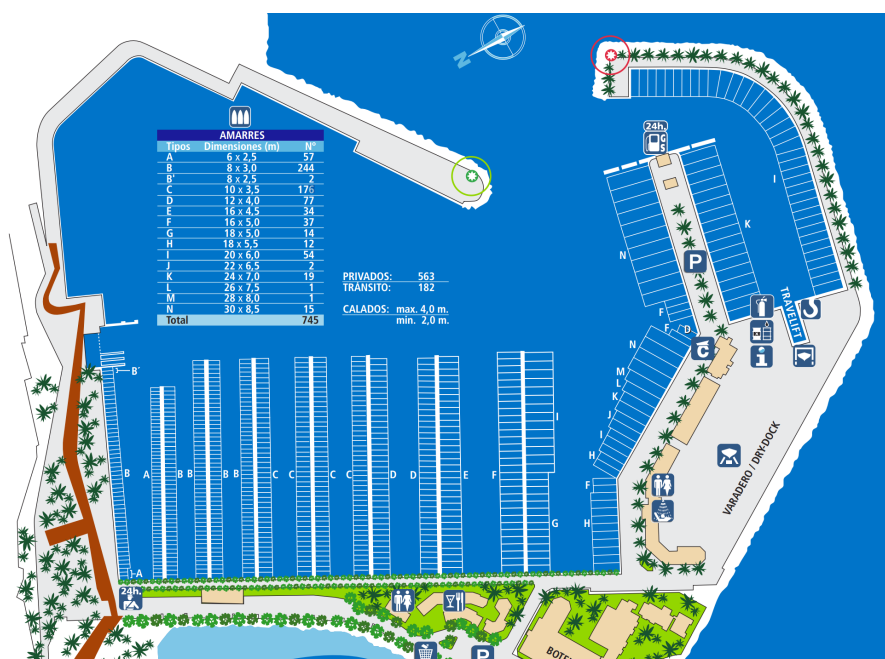 N
AMARRES
Tipos Dimensiones (m) N°
A 6 x 2,5 57
B 8 x 3,0 244
B' 8 x 2,5 2
C 10 x 3,5 176
D 12 x 4,0 77
E 16 x 4,5 34
F 16 x 5,0 37
G 18 x 5,0 14
H 18 x 5,5 12
I 20 x 6,0 54
J 22 x 6,5 2
K 24 x 7,0 19
L 26 x 7,5 1
M 28 x 8,0 1
N 30 x 8,5 15
Total 745
PRIVADOS: 563
TRÁNSITO: 182
CALADOS: max. 4,0 m.
min. 2,0 m.
24h.
G
S
I
K
N
P
F
F
D
TRAVELIFT
C
i
N
M
L
K
J
I
H
F
H
B'
B
A
A
B
B
B
C
C
C
C
D
D
E
F
I
G
VARADERO / DRY-DOCK
24h.
P
BOTE